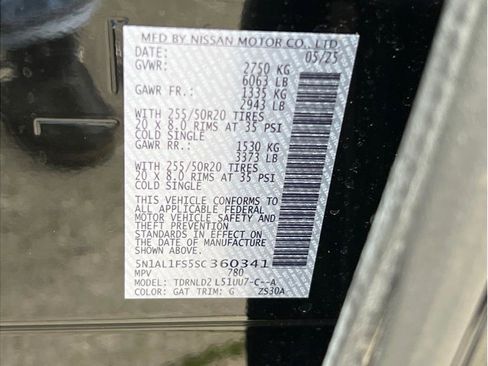 MFD BY NISSAN MOTOR CO., LTD.
DATE: 05/25
GVWR: 2750 KG
6063 LB
GAWR FR.: 1335 KG
2943 LB
WITH 255/50R20 TIRES
20 X 8.0 RIMS AT 35 PSI
COLD SINGLE
GAWR RR.: 1530 KG
3373 LB
WITH 255/50R20 TIRES
20 X 8.0 RIMS AT 35 PSI
COLD SINGLE
THIS VEHICLE CONFORMS TO
ALL APPLICABLE FEDERAL
MOTOR VEHICLE SAFETY AND
THEFT PREVENTION
STANDARDS IN EFFECT ON
THE DATE OF MANUFACTURE
SHOWN ABOVE.
5N1AL1FS5SC360341
MPV 780
MODEL: TDRNLD2 L51UU7-C--A
COLOR: GAT TRIM: G ZS30A